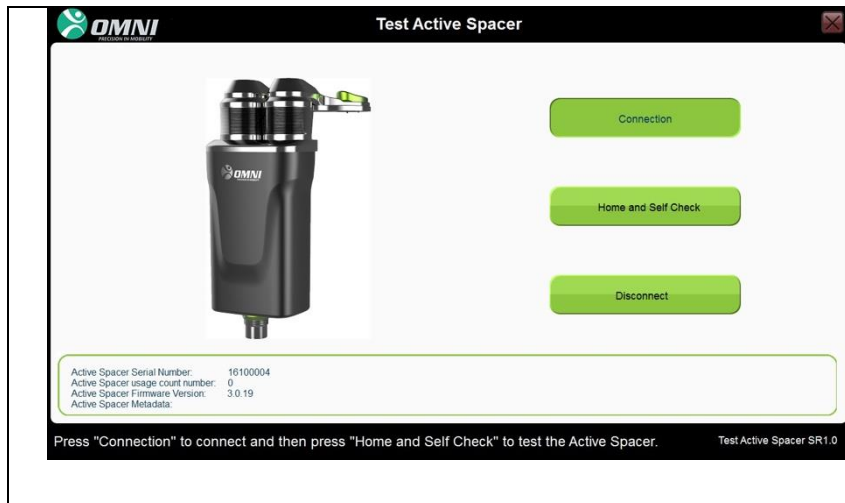 OMNI
PRECISION IN MOBILITY
Test Active Spacer
OMNI
Connection
Home and Self Check
Disconnect
Active Spacer Serial Number: 16100004
Active Spacer usage count number: 0
Active Spacer Firmware Version: 3.0.19
Active Spacer Metadata:
Press "Connection" to connect and then press "Home and Self Check" to test the Active Spacer.
Test Active Spacer SR1.0